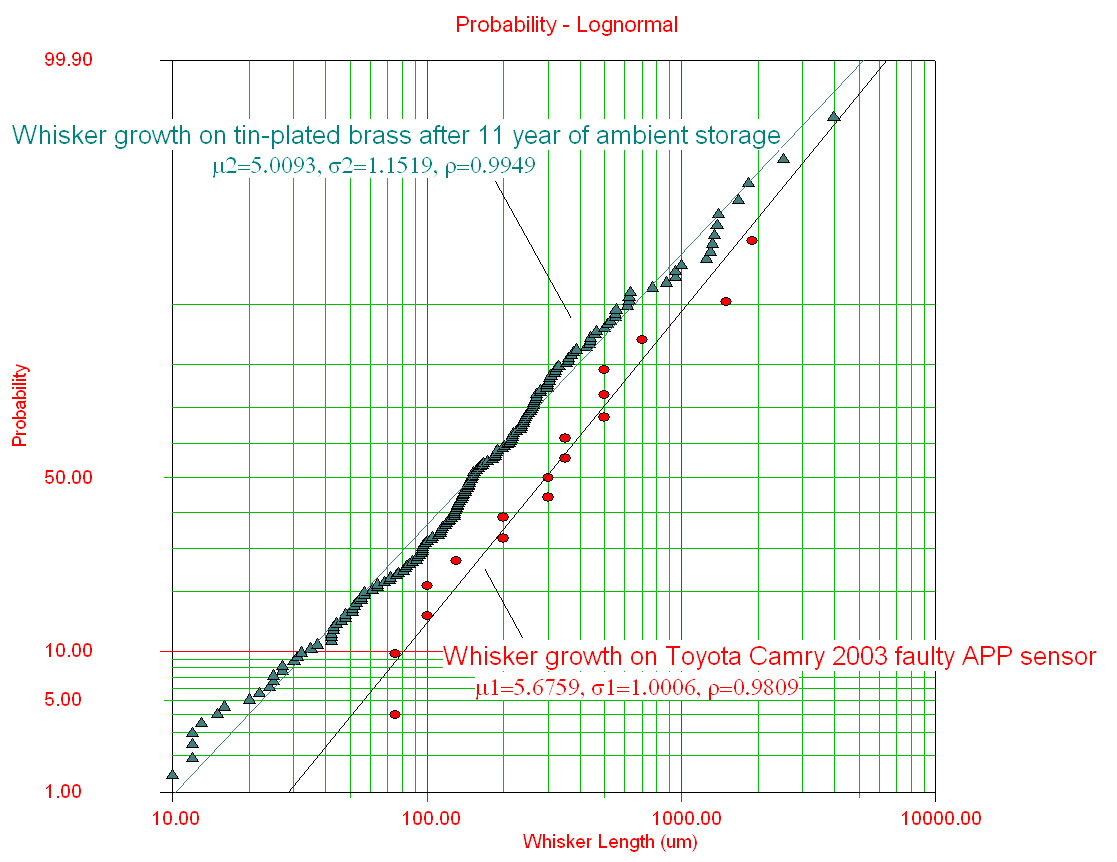 Probability - Lognormal
99.90
Whisker growth on tin-plated brass after 11 year of ambient storage
μ2=5.0093, σ2=1.1519, ρ=0.9949
Probability
50.00
10.00
Whisker growth on Toyota Camry 2003 faulty APP sensor
μ1=5.6759, σ1=1.0006, ρ=0.9809
5.00
1.00
10.00
100.00
1000.00
10000.00
Whisker Length (um)